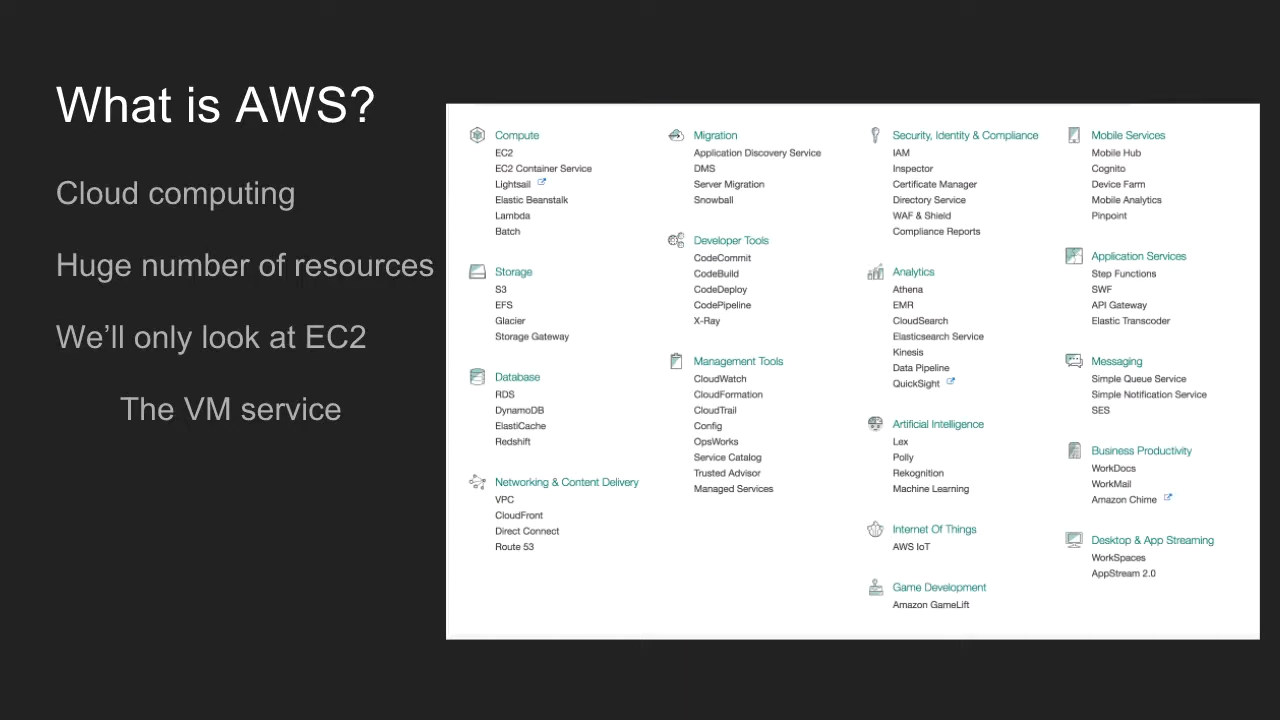 What is AWS?
Cloud computing
Huge number of resources
We’ll only look at EC2
The VM service
Compute
EC2
EC2 Container Service
Lightsail
Elastic Beanstalk
Lambda
Batch
Storage
S3
EFS
Glacier
Storage Gateway
Database
RDS
DynamoDB
ElastiCache
Redshift
Networking & Content Delivery
VPC
CloudFront
Direct Connect
Route 53
Migration
Application Discovery Service
DMS
Server Migration
Snowball
Developer Tools
CodeCommit
CodeBuild
CodeDeploy
CodePipeline
X-Ray
Management Tools
CloudWatch
CloudFormation
CloudTrail
Config
OpsWorks
Service Catalog
Trusted Advisor
Managed Services
Security, Identity & Compliance
IAM
Inspector
Certificate Manager
Directory Service
WAF & Shield
Compliance Reports
Analytics
Athena
EMR
CloudSearch
Elasticsearch Service
Kinesis
Data Pipeline
QuickSight
Artificial Intelligence
Lex
Polly
Rekognition
Machine Learning
Internet Of Things
AWS IoT
Game Development
Amazon GameLift
Mobile Services
Mobile Hub
Cognito
Device Farm
Mobile Analytics
Pinpoint
Application Services
Step Functions
SWF
API Gateway
Elastic Transcoder
Messaging
Simple Queue Service
Simple Notification Service
SES
Business Productivity
WorkDocs
WorkMail
Amazon Chime
Desktop & App Streaming
WorkSpaces
AppStream 2.0